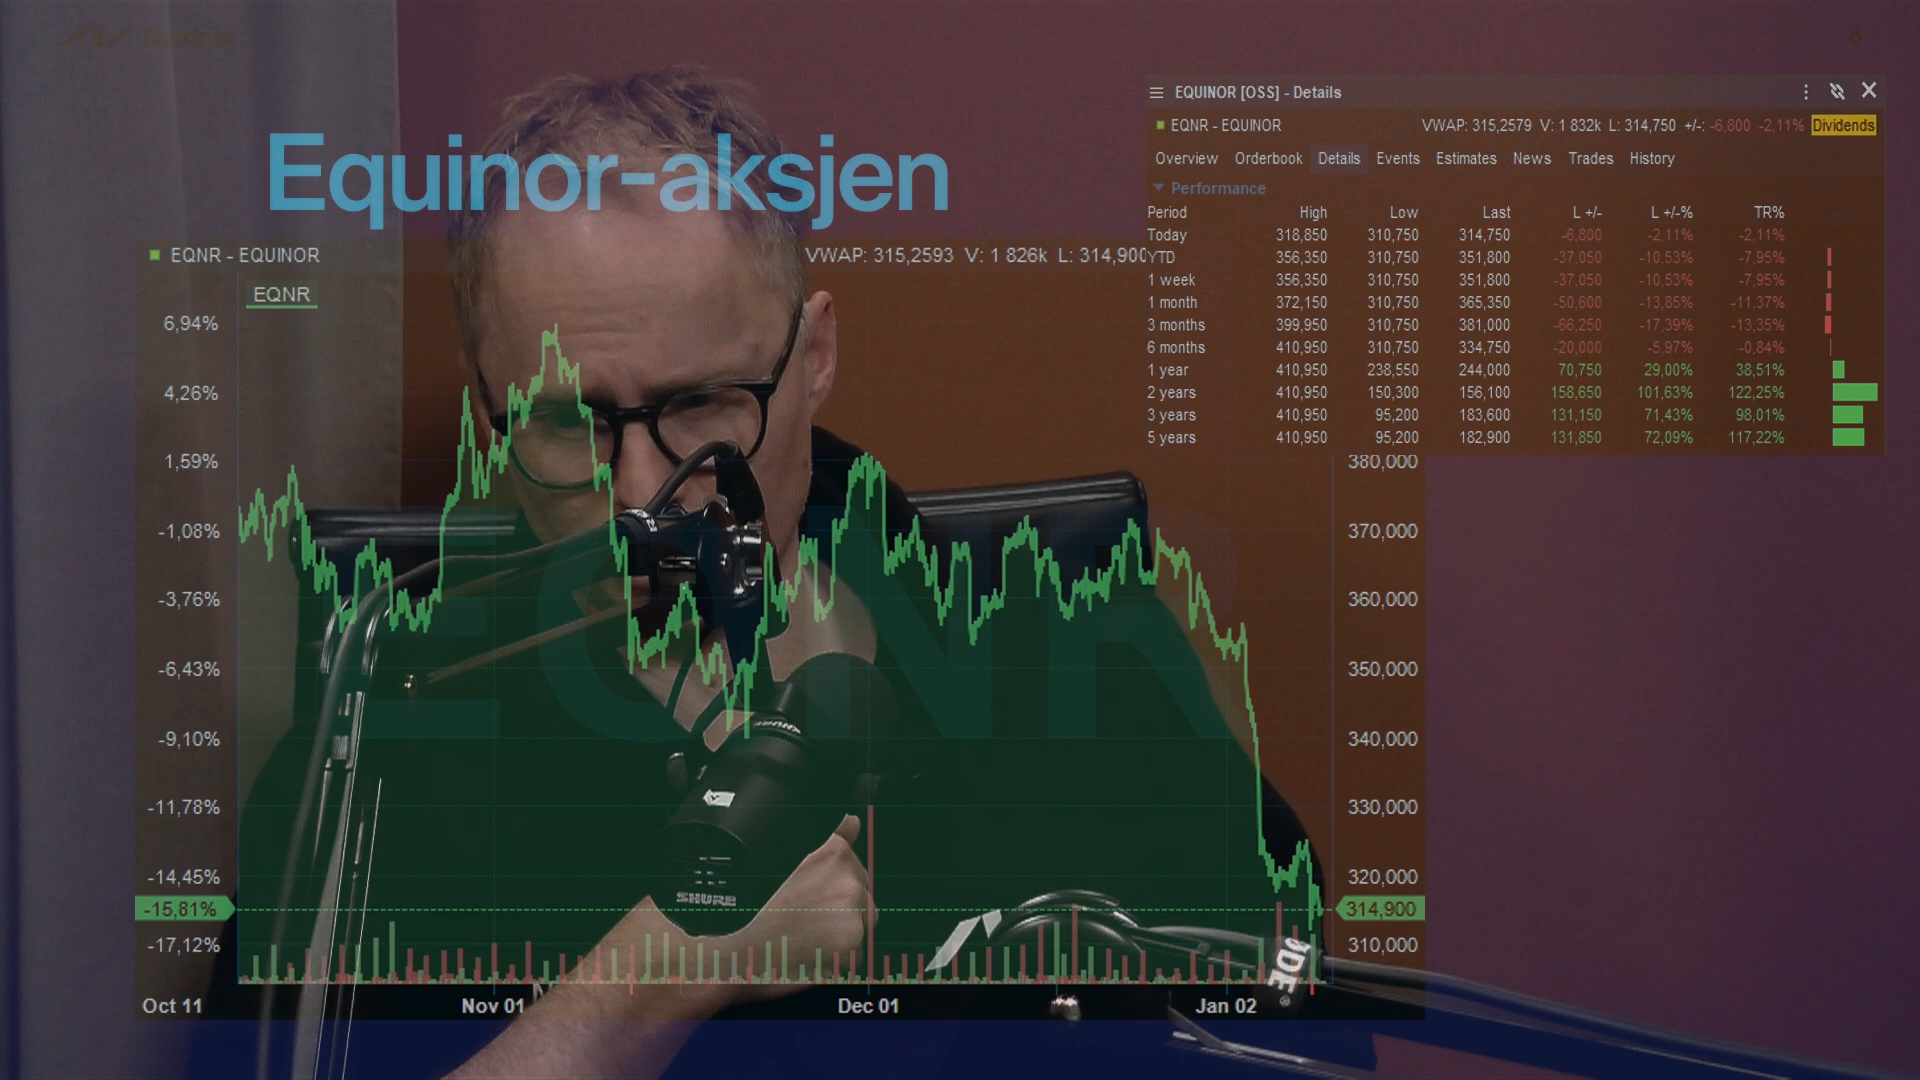 Nordnet
5
Equinor-aksjen
EQUINOR [OSS] - Details
EQNR - EQUINOR VWAP: 315,2579 V: 1 832k L: 314,750 +/-: -6,800 -2,11% Dividends
Overview Orderbook Details Events Estimates News Trades History
Performance
Period High Low Last L +/- L +/-% TR%
Today 318,850 310,750 314,750 -6,800 -2,11% -2,11%
YTD 356,350 310,750 351,800 -37,050 -10,53% -7,95%
1 week 356,350 310,750 351,800 -37,050 -10,53% -7,95%
1 month 372,150 310,750 365,350 -50,600 -13,85% -11,37%
3 months 399,950 310,750 381,000 -66,250 -17,39% -13,35%
6 months 410,950 310,750 334,750 -20,000 -5,97% -0,84%
1 year 410,950 238,550 244,000 70,750 29,00% 38,51%
2 years 410,950 150,300 156,100 158,650 101,63% 122,25%
3 years 410,950 95,200 183,600 131,150 71,43% 98,01%
5 years 410,950 95,200 182,900 131,850 72,09% 117,22%
EQNR - EQUINOR VWAP: 315,2593 V: 1 826k L: 314,900
EQNR
6,94%
4,26%
1,59% 380,000
-1,08% 370,000
-3,76% 360,000
-6,43% 350,000
-9,10% 340,000
-11,78% 330,000
-14,45% 320,000
-15,81% 314,900
-17,12% 310,000
EQNR
SHURE
Oct 11 Nov 01 Dec 01 Jan 02